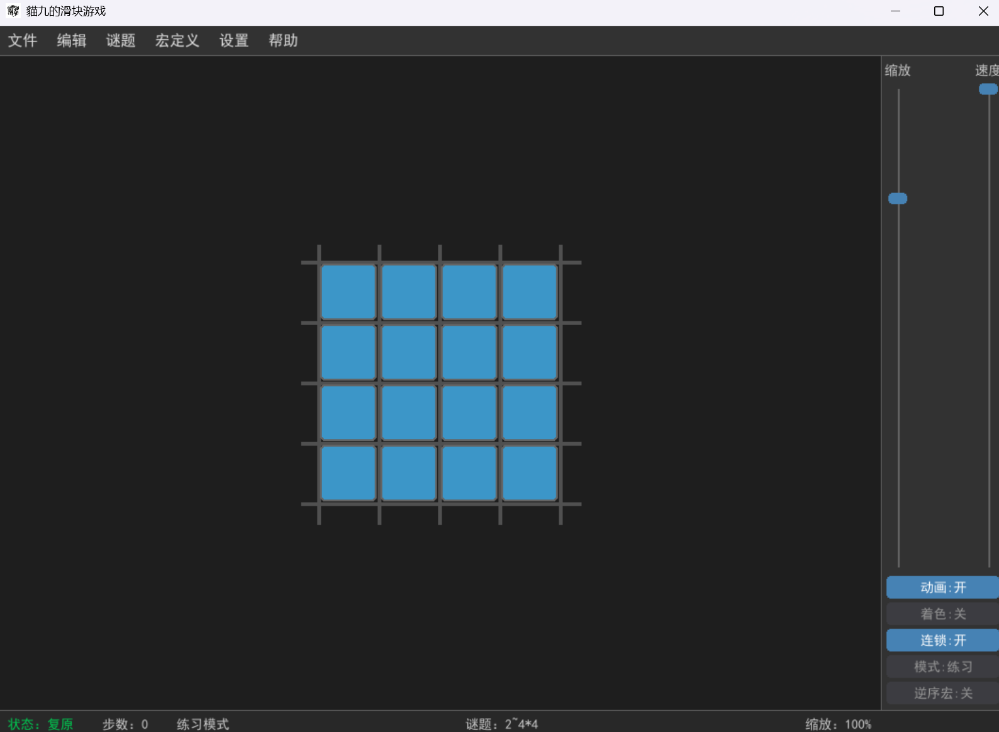 貓九的滑块游戏
文件 编辑 谜题 宏定义 设置 帮助
缩放 速度
动画:开
着色:关
连锁:开
模式:练习
逆序宏:关
状态: 复原 步数: 0 练习模式 谜题: 2~4*4 缩放: 100%